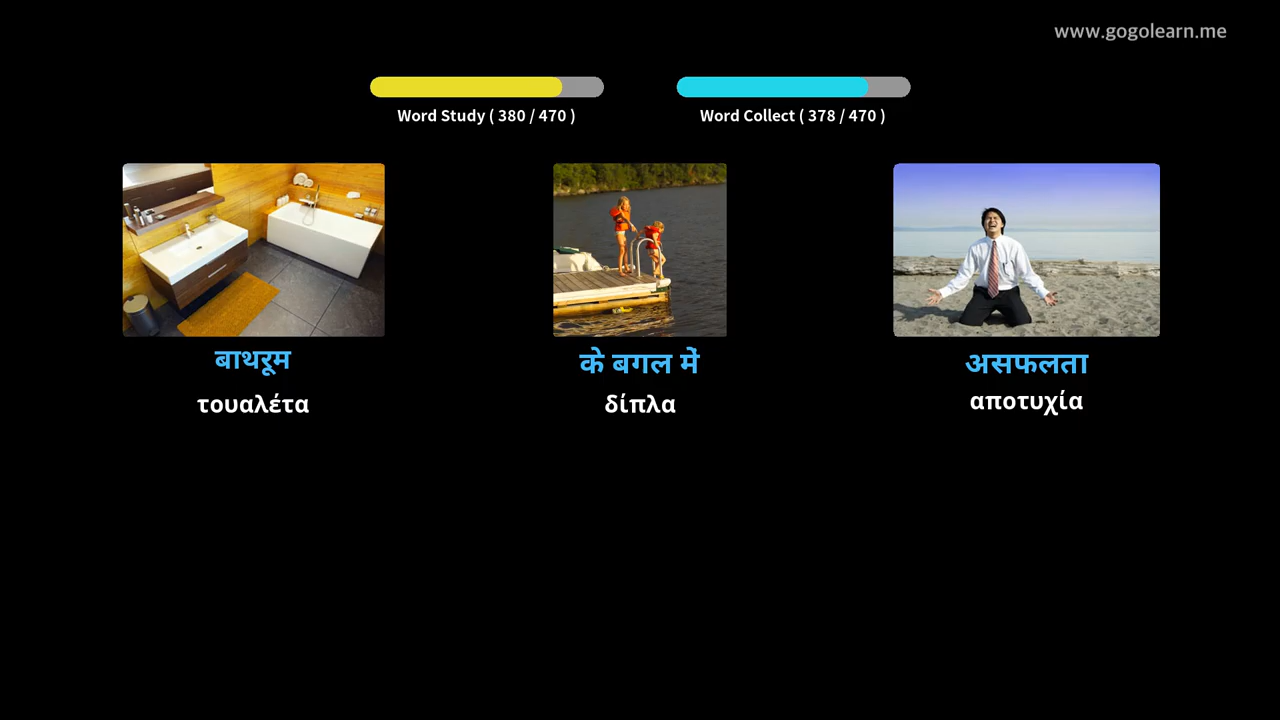 www.gogolearn.me
Word Study ( 380 / 470 )
Word Collect ( 378 / 470 )
बाथरूम
के बगल में
असफलता
τουαλέτα
δίπλα
αποτυχία